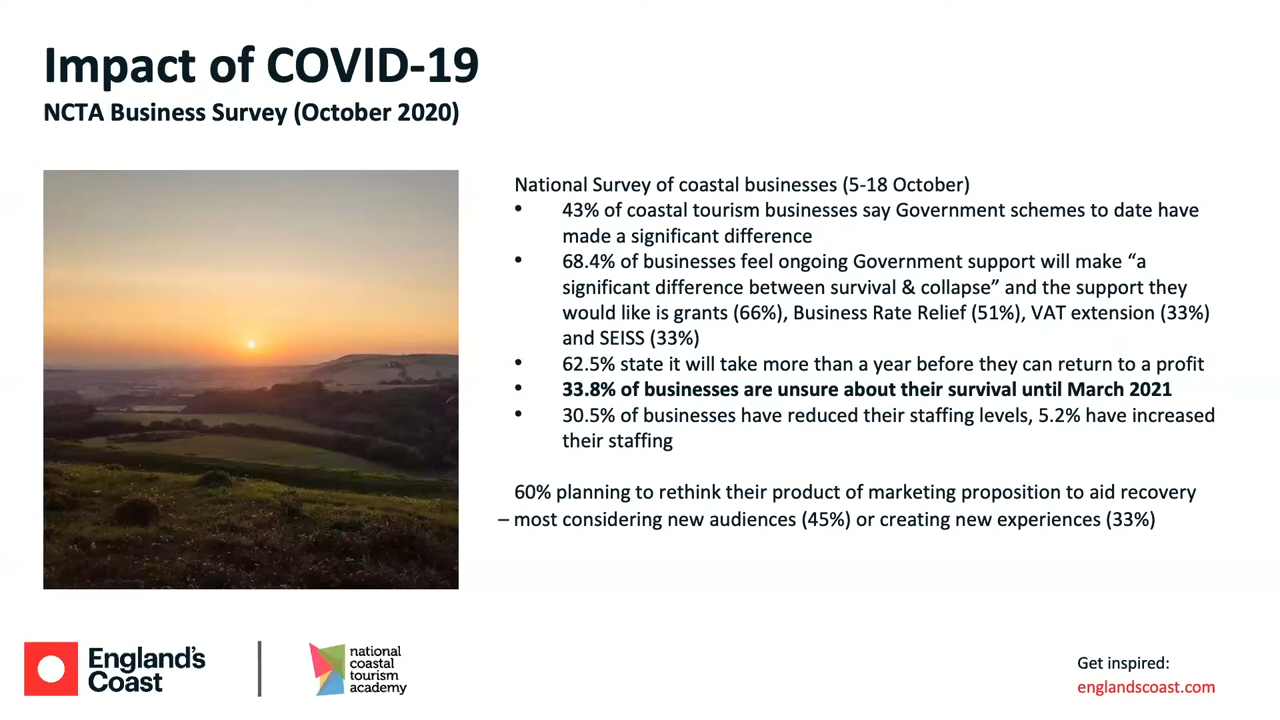 Impact of COVID-19
NCTA Business Survey (October 2020)
National Survey of coastal businesses (5-18 October)
• 43% of coastal tourism businesses say Government schemes to date have
made a significant difference
• 68.4% of businesses feel ongoing Government support will make “a
significant difference between survival & collapse” and the support they
would like is grants (66%), Business Rate Relief (51%), VAT extension (33%)
and SEISS (33%)
• 62.5% state it will take more than a year before they can return to a profit
• 33.8% of businesses are unsure about their survival until March 2021
• 30.5% of businesses have reduced their staffing levels, 5.2% have increased
their staffing
60% planning to rethink their product of marketing proposition to aid recovery
– most considering new audiences (45%) or creating new experiences (33%)
England's
Coast
national
coastal
tourism
academy
Get inspired:
englandscoast.com